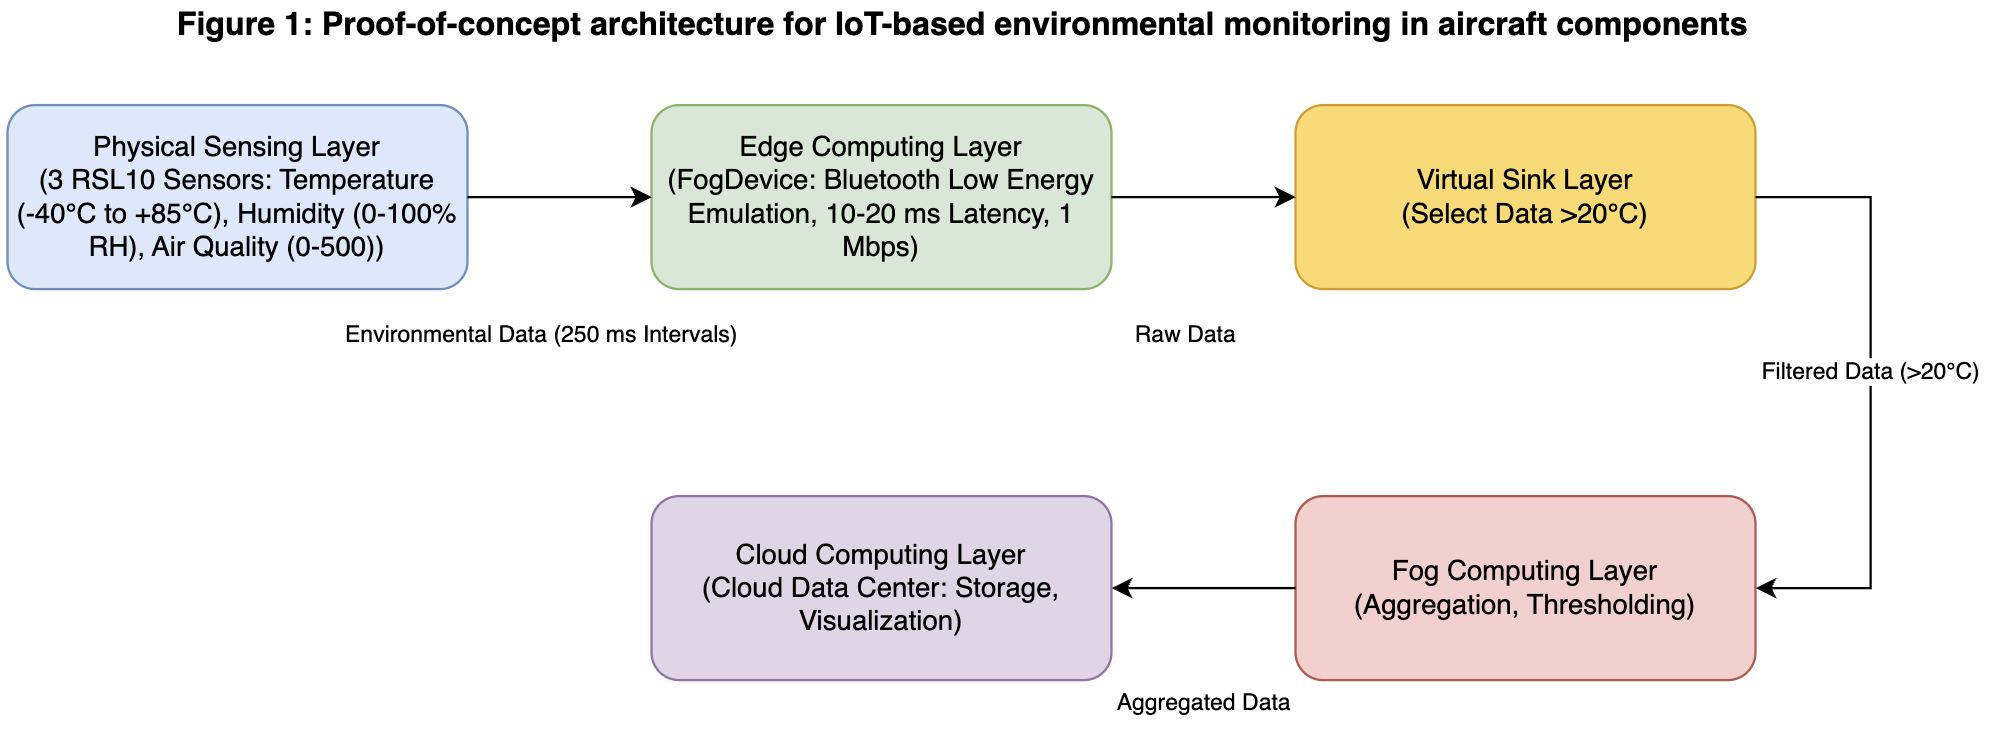 Figure 1: Proof-of-concept architecture for IoT-based environmental monitoring in aircraft components
Physical Sensing Layer
(3 RSL10 Sensors: Temperature
(-40°C to +85°C), Humidity (0-100%
RH), Air Quality (0-500))
Edge Computing Layer
(FogDevice: Bluetooth Low Energy
Emulation, 10-20 ms Latency, 1
Mbps)
Virtual Sink Layer
(Select Data >20°C)
Environmental Data (250 ms Intervals)
Raw Data
Filtered Data (>20°C)
Cloud Computing Layer
(Cloud Data Center: Storage,
Visualization)
Fog Computing Layer
(Aggregation, Thresholding)
Aggregated Data